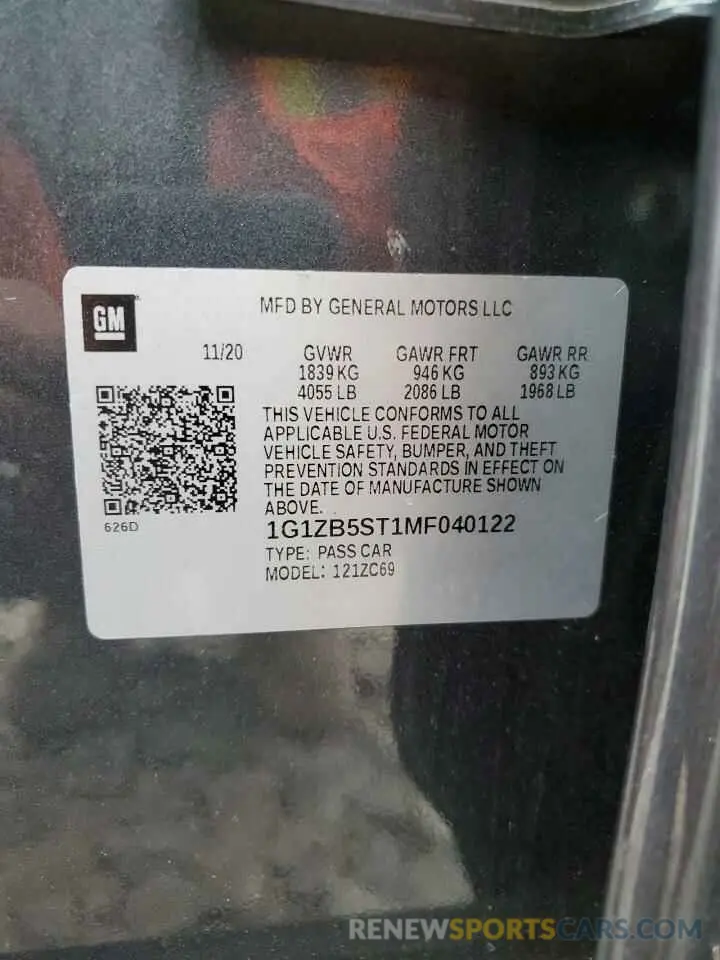 GM
MFD BY GENERAL MOTORS LLC
11/20 GVWR GAWR FRT GAWR RR
1839 KG 946 KG 893 KG
4055 LB 2086 LB 1968 LB
THIS VEHICLE CONFORMS TO ALL
APPLICABLE U.S. FEDERAL MOTOR
VEHICLE SAFETY, BUMPER, AND THEFT
PREVENTION STANDARDS IN EFFECT ON
THE DATE OF MANUFACTURE SHOWN
ABOVE.
626D
1G1ZB5ST1MF040122
TYPE: PASS CAR
MODEL: 121ZC69
RENEWSPORTSCARS.COM